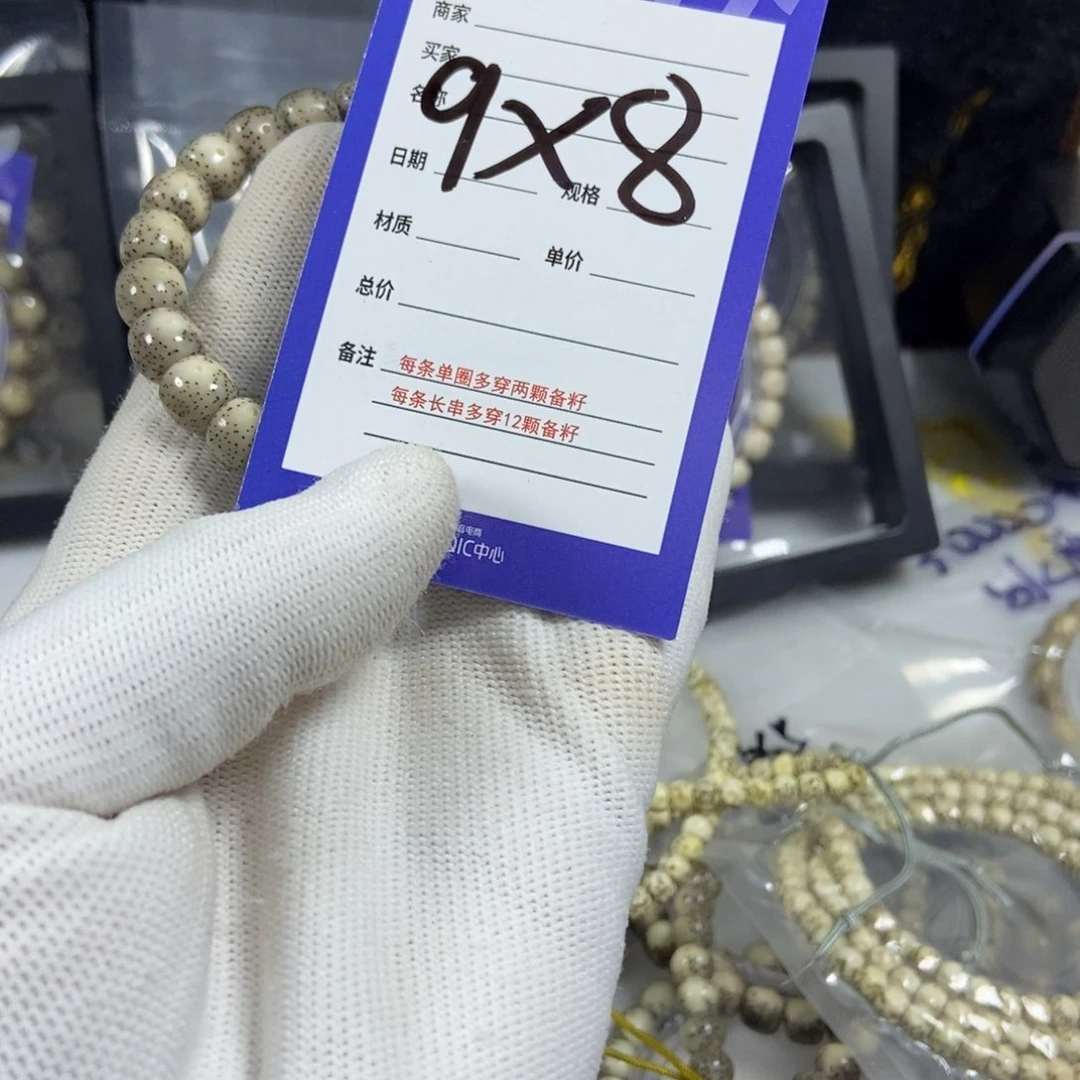 商家
买家
名称
9x8
日期
规格
材质
单价
总价
备注
每条单圈多穿两颗备籽
每条长串多穿12颗备籽
QIC中心